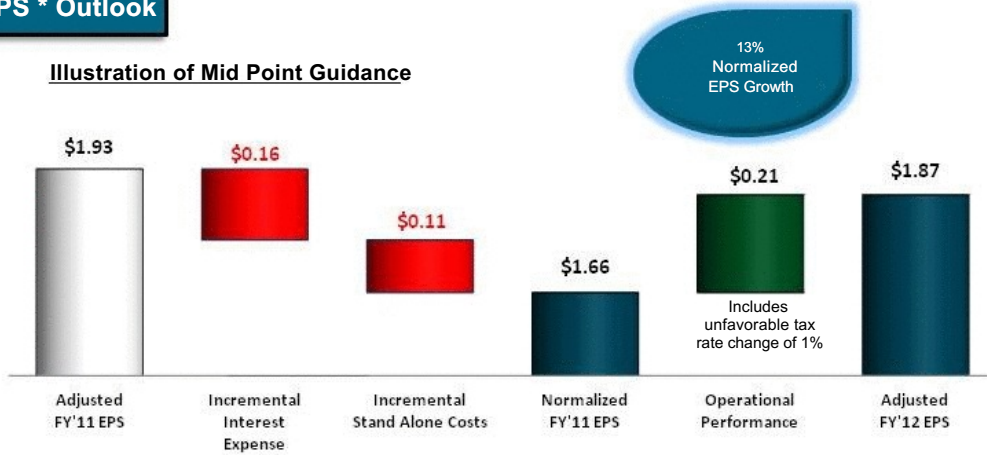 PS * Outlook
Illustration of Mid Point Guidance
13%
Normalized
EPS Growth
$1.93
$0.16
$0.11
$1.66
$0.21
$1.87
Includes
unfavorable tax
rate change of 1%
Adjusted
FY'11 EPS
Incremental
Interest
Expense
Incremental
Stand Alone Costs
Normalized
FY'11 EPS
Operational
Performance
Adjusted
FY'12 EPS